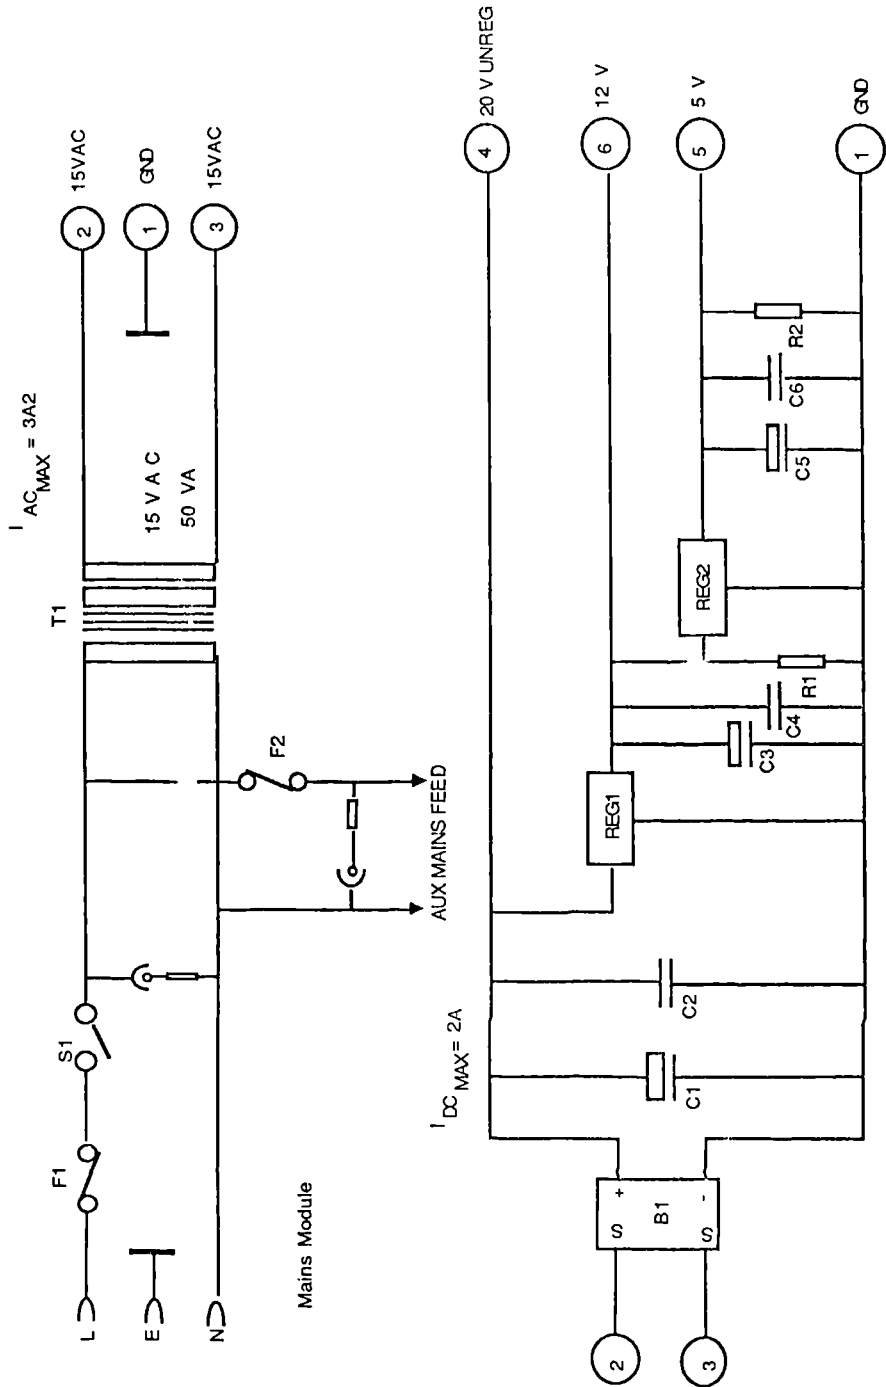 I AC MAX = 3A2
T1
15VAC
2
15 V A C
50 VA
GND
1
15VAC
3
F1
S1
L
E
N
F2
AUX MAINS FEED
Mains Module
I DC MAX = 2A
20 V UNREG
4
12 V
6
5 V
5
GND
1
REG1
REG2
2
3
S +
B1
S -
C1
C2
C3
C4
R1
C5
C6
R2